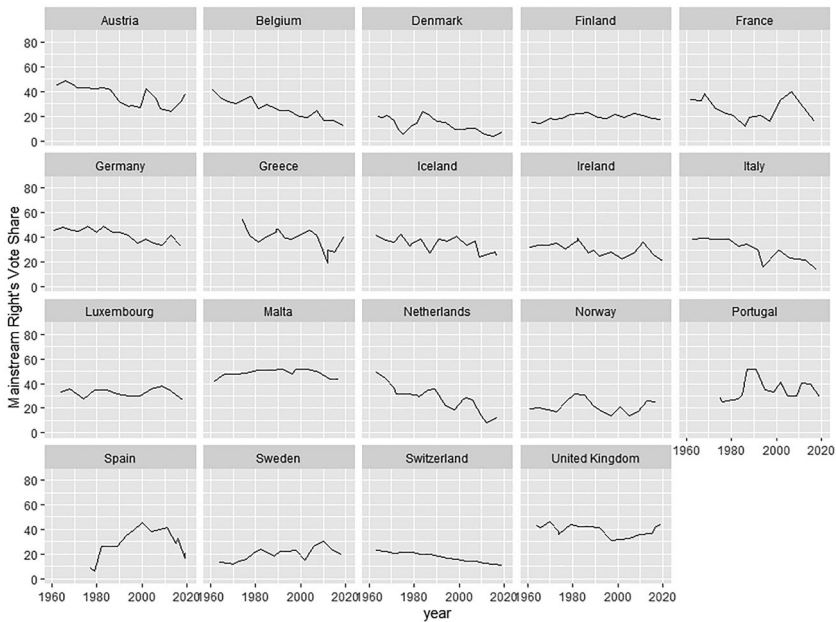 Austria Belgium Denmark Finland France
80
60
40
20
0
Germany Greece Iceland Ireland Italy
80
60
40
20
0
Luxembourg Malta Netherlands Norway Portugal
80
60
40
20
0
1960 1980 2000 2020
Spain Sweden Switzerland United Kingdom
80
60
40
20
0
1960 1980 2000 2020 1960 1980 2000 2020 1960 1980 2000 2020 1960 1980 2000 2020
year
Mainstream Right's Vote Share